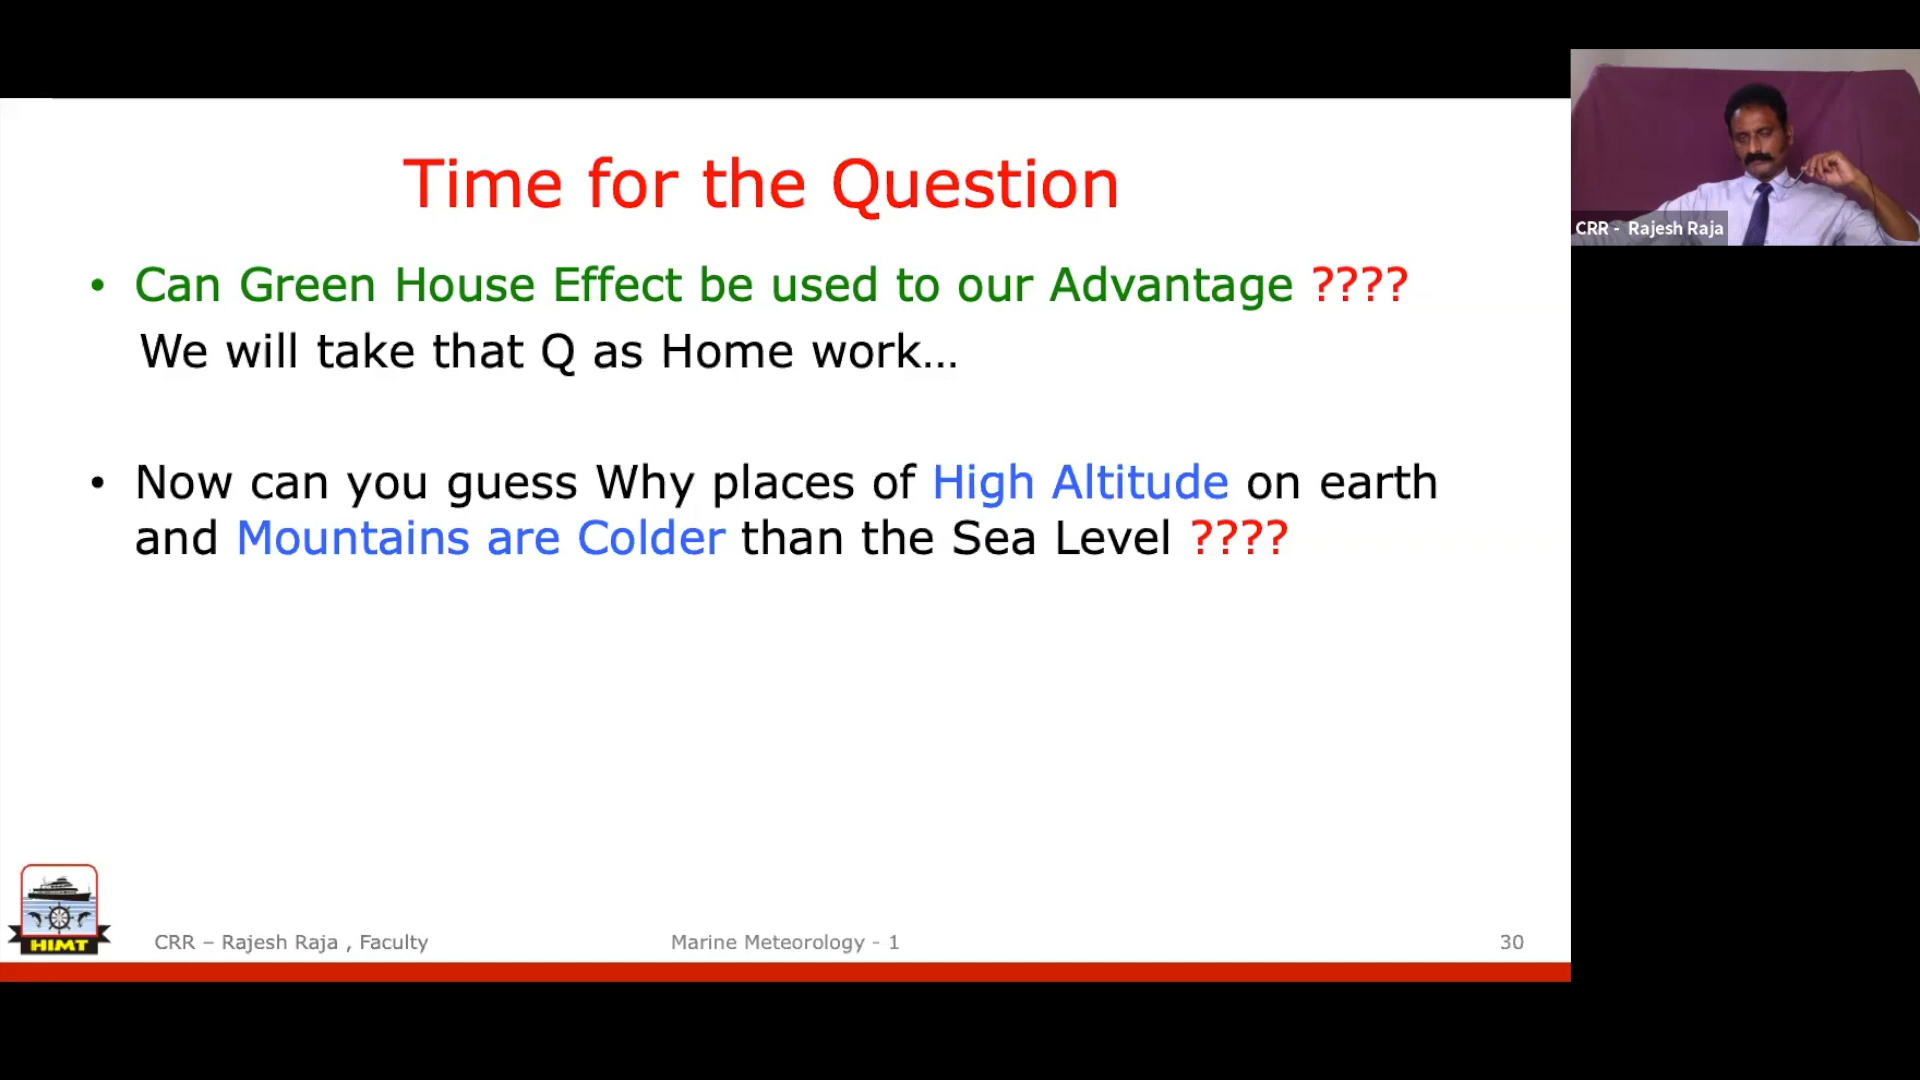 Time for the Question
• Can Green House Effect be used to our Advantage ????
We will take that Q as Home work...
• Now can you guess Why places of High Altitude on earth
and Mountains are Colder than the Sea Level ????
CRR - Rajesh Raja
HIMT
CRR – Rajesh Raja , Faculty
Marine Meteorology - 1
30